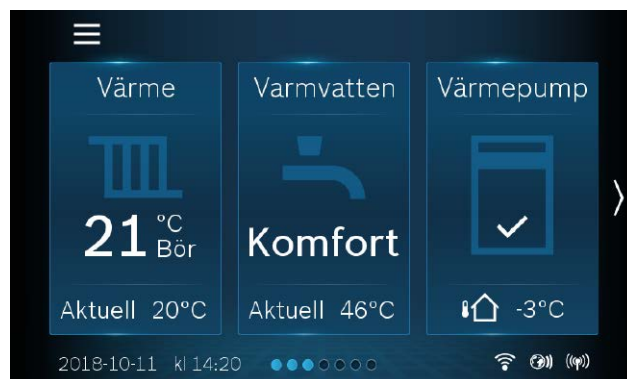 Värme
Varmvatten
Värmepump
21 °C
Bör
Komfort
Aktuell 20°C
Aktuell 46°C
-3°C
2018-10-11 kl 14:20